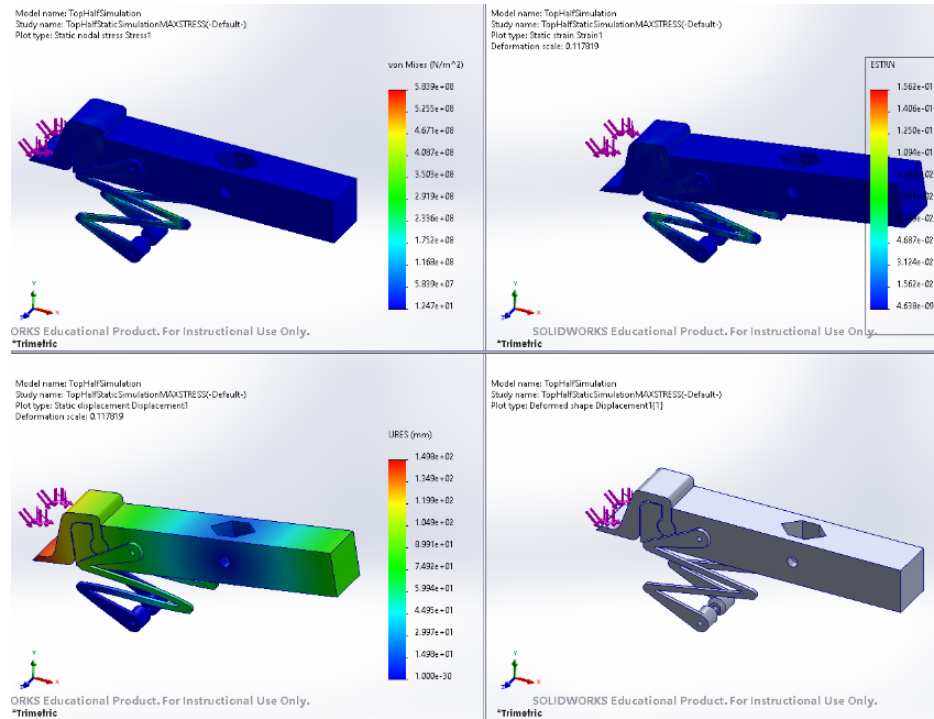 Model name: TopHalfSimulation
Study name: TopHalfStaticSimulationMAXSTRESS(-Default-)
Plot type: Static nodal stress Stress1
von Mises (N/m^2)
5.839e+08
5.255e+08
4.671e+08
4.087e+08
3.503e+08
2.919e+08
2.336e+08
1.752e+08
1.168e+08
5.839e+07
1.247e+01
Y
X
Z
ORKS Educational Product. For Instructional Use Only.
*Trimetric
Model name: TopHalfSimulation
Study name: TopHalfStaticSimulationMAXSTRESS(-Default-)
Plot type: Static strain Strain1
Deformation scale: 0.117819
ESTRN
1.562e-01
1.406e-01
1.250e-01
1.094e-01
4.687e-02
3.124e-02
1.562e-02
4.638e-09
Y
X
Z
SOLIDWORKS Educational Product. For Instructional Use Only.
*Trimetric
Model name: TopHalfSimulation
Study name: TopHalfStaticSimulationMAXSTRESS(-Default-)
Plot type: Static displacement Displacement1
Deformation scale: 0.117819
URES (mm)
1.498e+02
1.349e+02
1.199e+02
1.049e+02
8.991e+01
7.492e+01
5.994e+01
4.495e+01
2.997e+01
1.498e+01
1.000e-30
Y
X
Z
ORKS Educational Product. For Instructional Use Only.
*Trimetric
Model name: TopHalfSimulation
Study name: TopHalfStaticSimulationMAXSTRESS(-Default-)
Plot type: Deformed shape Displacement1{1}
Y
X
Z
SOLIDWORKS Educational Product. For Instructional Use Only.
*Trimetric